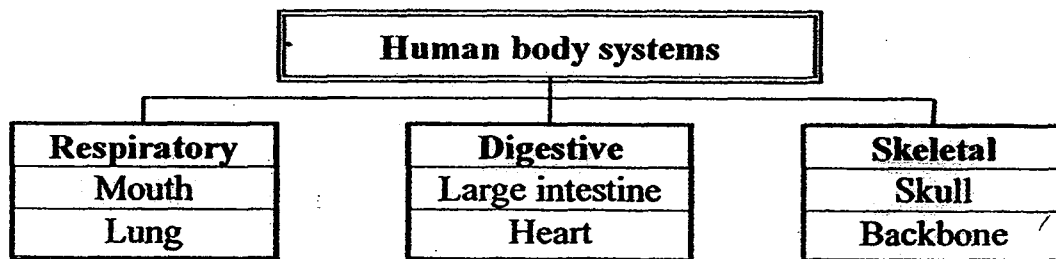 Human body systems
Respiratory
Mouth
Lung
Digestive
Large intestine
Heart
Skeletal
Skull
Backbone